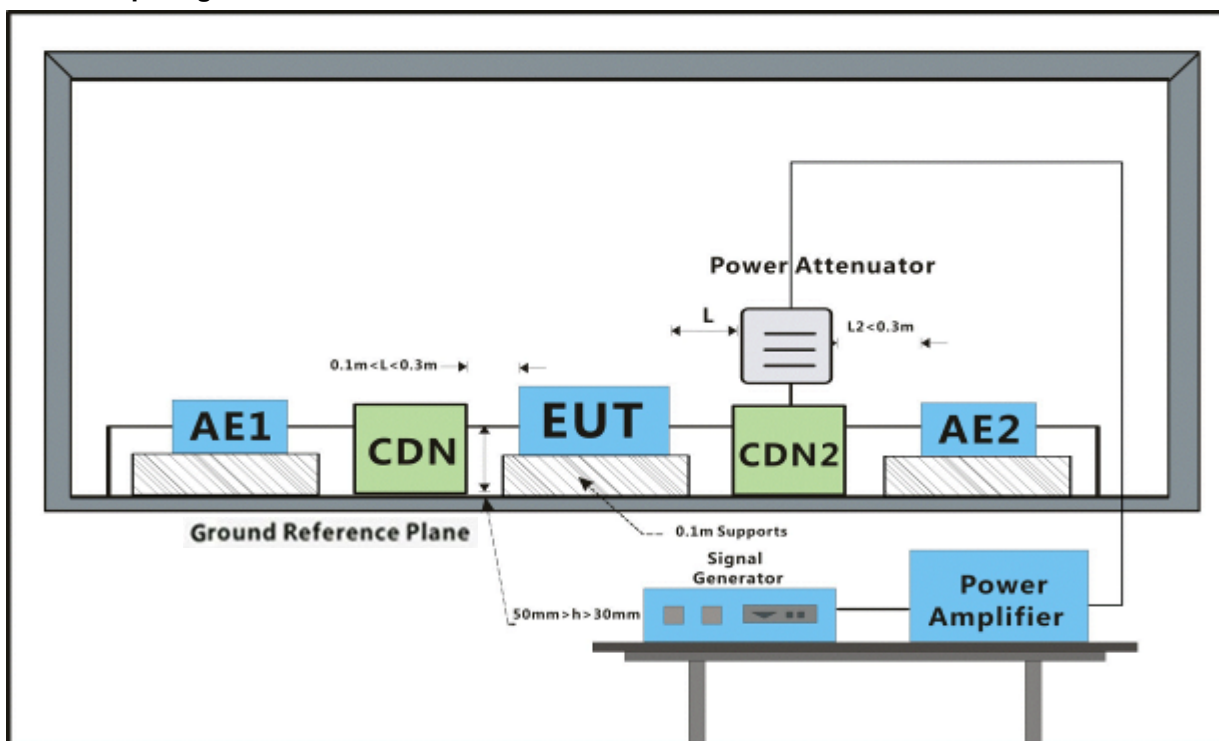 Power Attenuator
L
L2<0.3m
0.1m<L<0.3m
AE1
CDN
EUT
CDN2
AE2
Ground Reference Plane
0.1m Supports
Signal
Generator
50mm>h>30mm
Power
Amplifier